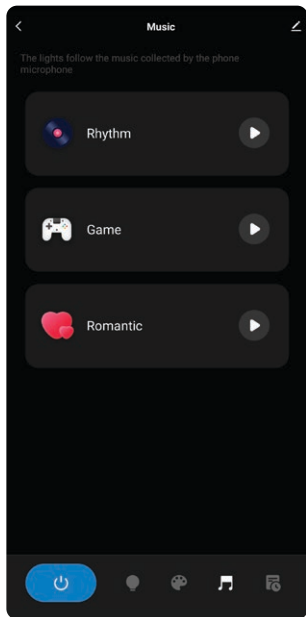 Music
The lights follow the music collected by the phone
microphone
Rhythm
Game
Romantic